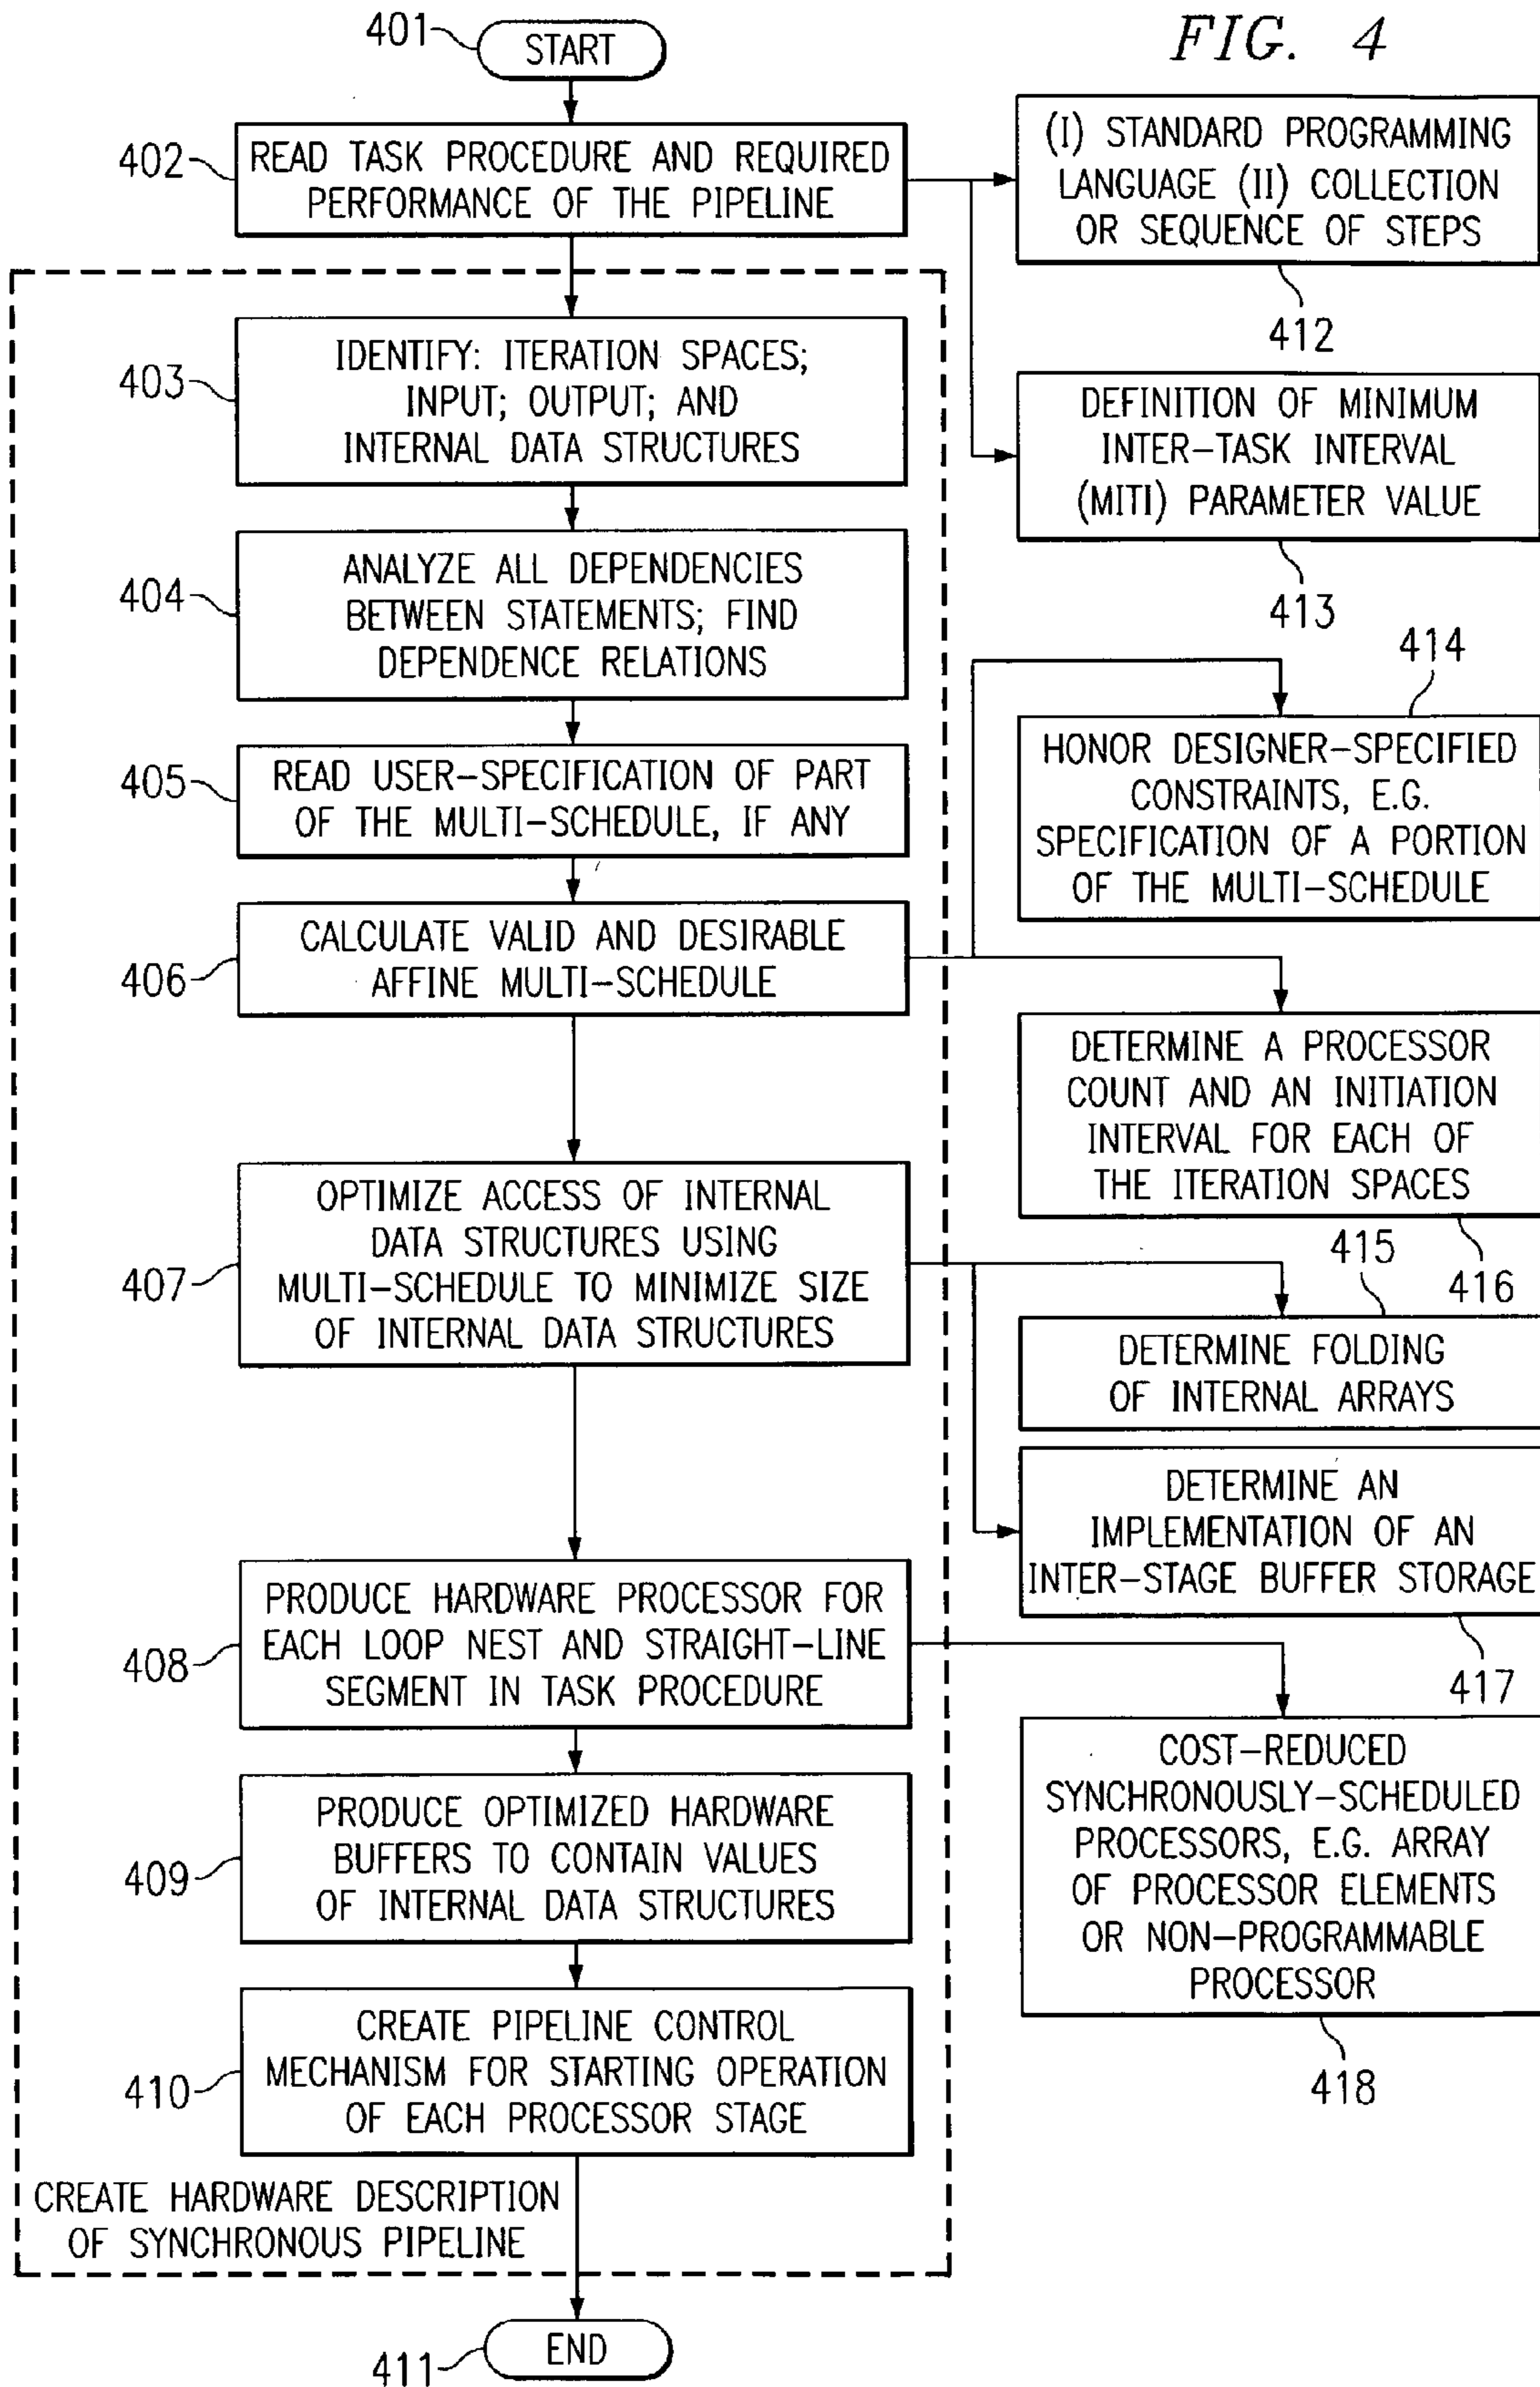 FIG. 4
401
START
402
READ TASK PROCEDURE AND REQUIRED
PERFORMANCE OF THE PIPELINE
(I) STANDARD PROGRAMMING
LANGUAGE (II) COLLECTION
OR SEQUENCE OF STEPS
412
403
IDENTIFY: ITERATION SPACES;
INPUT; OUTPUT; AND
INTERNAL DATA STRUCTURES
DEFINITION OF MINIMUM
INTER-TASK INTERVAL
(MITI) PARAMETER VALUE
413
404
ANALYZE ALL DEPENDENCIES
BETWEEN STATEMENTS; FIND
DEPENDENCE RELATIONS
414
405
READ USER-SPECIFICATION OF PART
OF THE MULTI-SCHEDULE, IF ANY
HONOR DESIGNER-SPECIFIED
CONSTRAINTS, E.G.
SPECIFICATION OF A PORTION
OF THE MULTI-SCHEDULE
406
CALCULATE VALID AND DESIRABLE
AFFINE MULTI-SCHEDULE
DETERMINE A PROCESSOR
COUNT AND AN INITIATION
INTERVAL FOR EACH OF
THE ITERATION SPACES
416
407
OPTIMIZE ACCESS OF INTERNAL
DATA STRUCTURES USING
MULTI-SCHEDULE TO MINIMIZE SIZE
OF INTERNAL DATA STRUCTURES
415
DETERMINE FOLDING
OF INTERNAL ARRAYS
DETERMINE AN
IMPLEMENTATION OF AN
INTER-STAGE BUFFER STORAGE
417
408
PRODUCE HARDWARE PROCESSOR FOR
EACH LOOP NEST AND STRAIGHT-LINE
SEGMENT IN TASK PROCEDURE
COST-REDUCED
SYNCHRONOUSLY-SCHEDULED
PROCESSORS, E.G. ARRAY
OF PROCESSOR ELEMENTS
OR NON-PROGRAMMABLE
PROCESSOR
418
409
PRODUCE OPTIMIZED HARDWARE
BUFFERS TO CONTAIN VALUES
OF INTERNAL DATA STRUCTURES
410
CREATE PIPELINE CONTROL
MECHANISM FOR STARTING OPERATION
OF EACH PROCESSOR STAGE
CREATE HARDWARE DESCRIPTION
OF SYNCHRONOUS PIPELINE
411
END